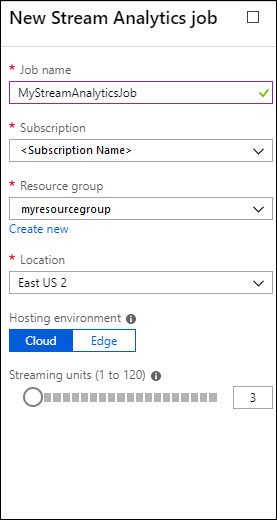 New Stream Analytics job
* Job name
MyStreamAnalyticsJob
* Subscription
<Subscription Name>
* Resource group
myresourcegroup
Create new
* Location
East US 2
Hosting environment
Cloud Edge
Streaming units (1 to 120)
3